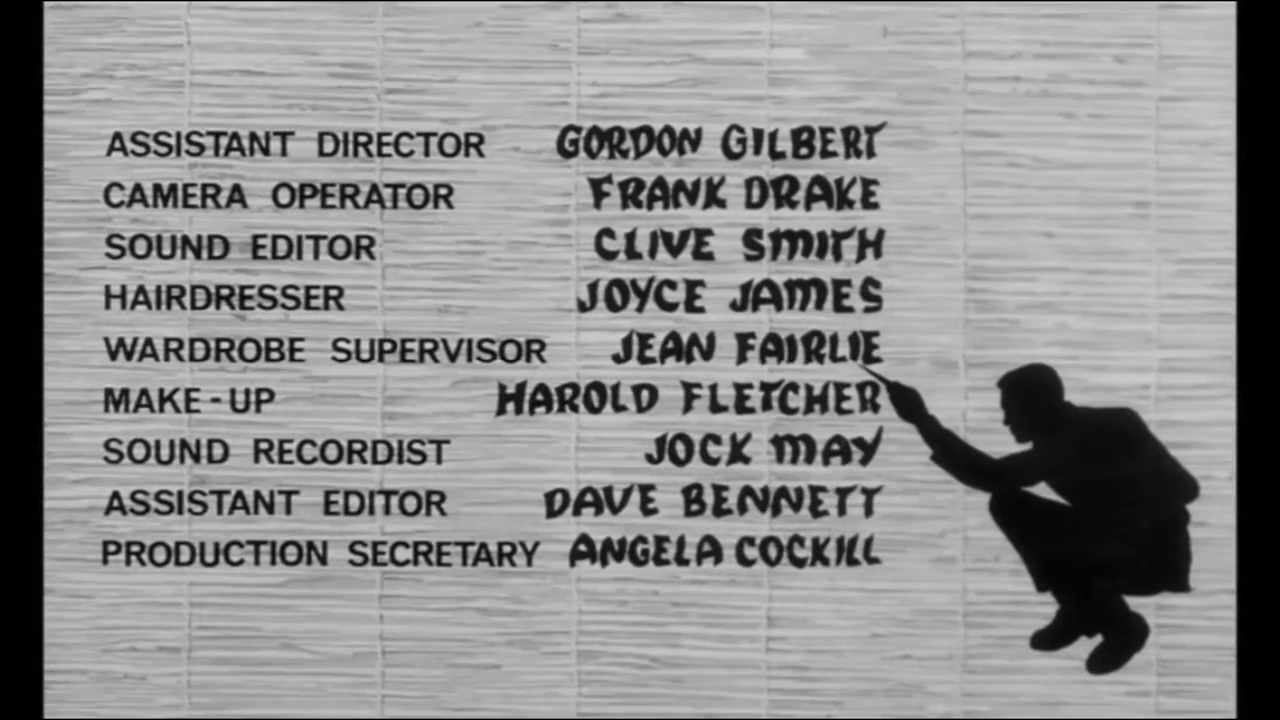 ASSISTANT DIRECTOR GORDON GILBERT
CAMERA OPERATOR FRANK DRAKE
SOUND EDITOR CLIVE SMITH
HAIRDRESSER JOYCE JAMES
WARDROBE SUPERVISOR JEAN FAIRLIE
MAKE-UP HAROLD FLETCHER
SOUND RECORDIST JOCK MAY
ASSISTANT EDITOR DAVE BENNETT
PRODUCTION SECRETARY ANGELA COCKILL